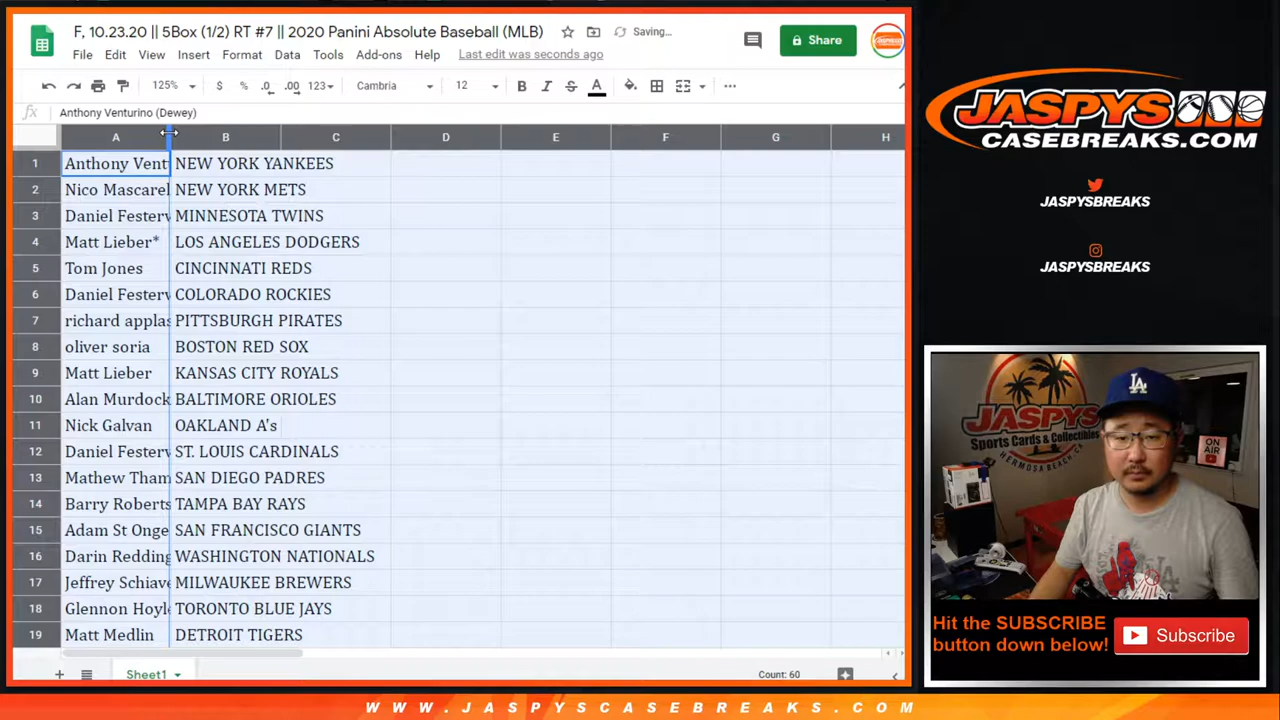 F, 10.23.20 || 5Box (1/2) RT #7 || 2020 Panini Absolute Baseball (MLB)
Saving...
Share
File Edit View Insert Format Data Tools Add-ons Help Last edit was seconds ago
125% $ % .0 .00 123 Cambria 12 B I S A
fx Anthony Venturino (Dewey)
A B C D E F G H
1 Anthony Vent NEW YORK YANKEES
2 Nico Mascarel NEW YORK METS
3 Daniel Festerv MINNESOTA TWINS
4 Matt Lieber* LOS ANGELES DODGERS
5 Tom Jones CINCINNATI REDS
6 Daniel Festerv COLORADO ROCKIES
7 richard applas PITTSBURGH PIRATES
8 oliver soria BOSTON RED SOX
9 Matt Lieber KANSAS CITY ROYALS
10 Alan Murdock BALTIMORE ORIOLES
11 Nick Galvan OAKLAND A's
12 Daniel Festerv ST. LOUIS CARDINALS
13 Mathew Tham SAN DIEGO PADRES
14 Barry Roberts TAMPA BAY RAYS
15 Adam St Onge SAN FRANCISCO GIANTS
16 Darin Redding WASHINGTON NATIONALS
17 Jeffrey Schiave MILWAUKEE BREWERS
18 Glennon Hoyle TORONTO BLUE JAYS
19 Matt Medlin DETROIT TIGERS
Sheet1
Count: 60
JASPYS
CASEBREAKS.COM
JASPYSBREAKS
JASPYSBREAKS
JASPYS
Sports Cards & Collectibles
HERMOSA BEACH, CA
ON AIR
LA
Hit the SUBSCRIBE
button down below!
Subscribe
WWW.JASPYSCASEBREAKS.COM